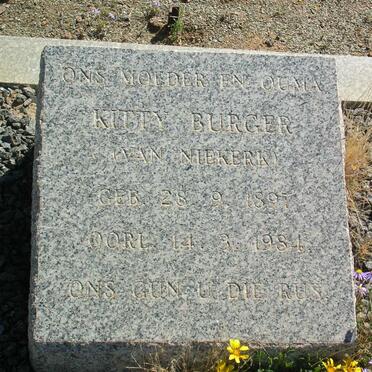 ONS MOEDER EN OUMA
KITTY BURGER
(VAN NIEKERK)
GEB. 28. 9. 1897
OORL. 14. 3. 1984
ONS GUN U DIE RUS